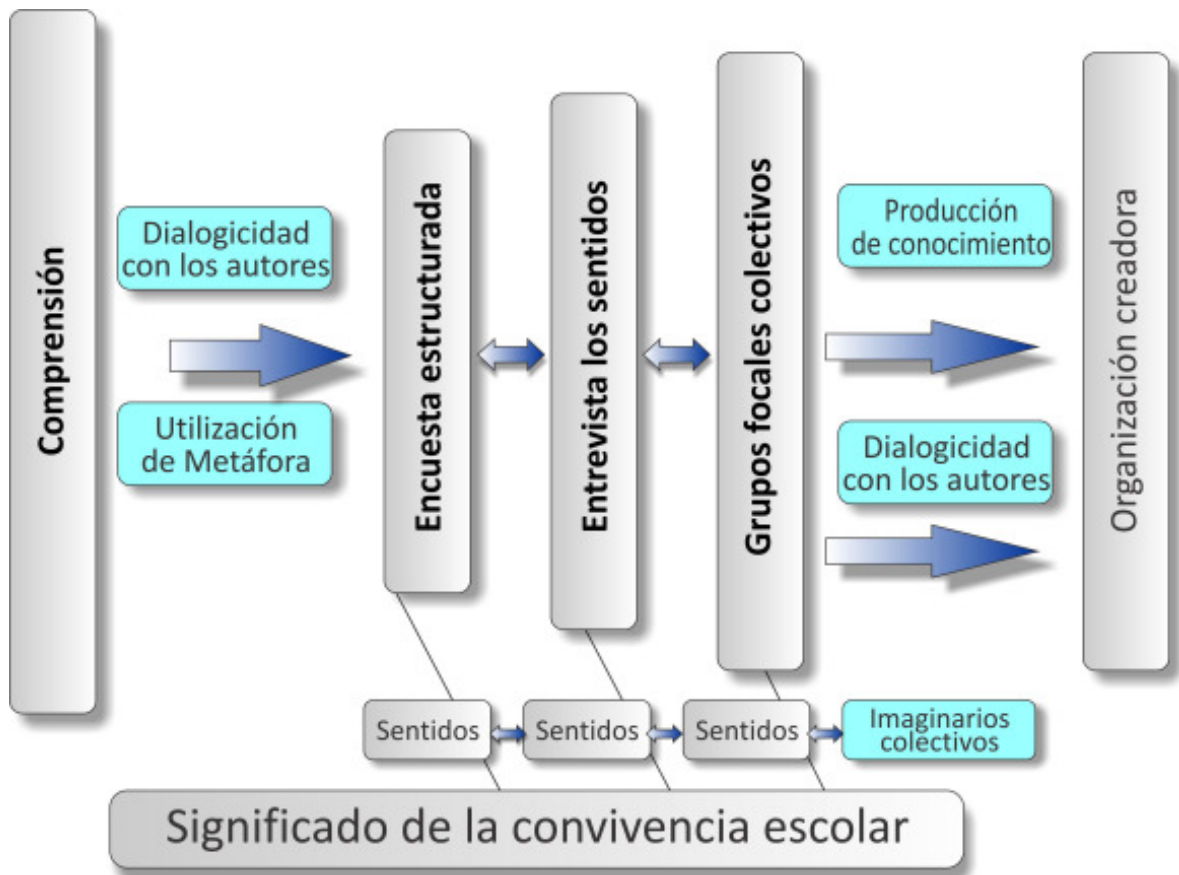 Comprensión
Dialogicidad
con los autores
Utilización
de Metáfora
Encuesta estructurada
Entrevista los sentidos
Grupos focales colectivos
Producción
de conocimiento
Dialogicidad
con los autores
Organización creadora
Sentidos
Sentidos
Sentidos
Imaginarios
colectivos
Significado de la convivencia escolar